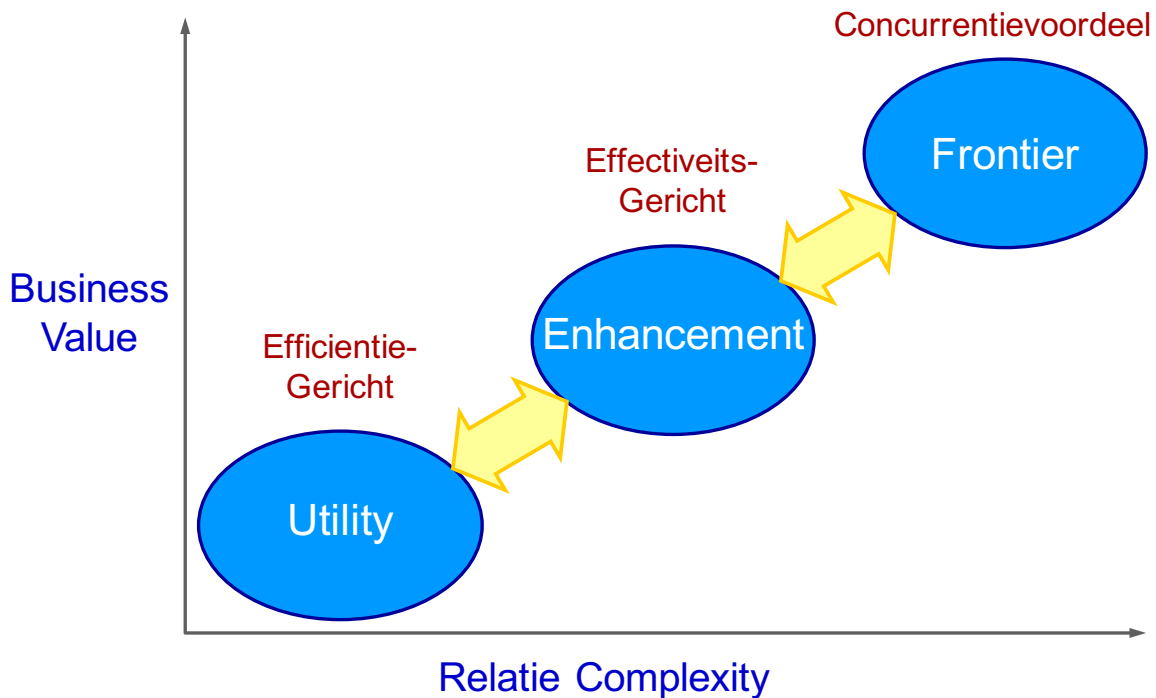 Concurrentievoordeel
Frontier
Effectiveits-
Gericht
Business
Value
Enhancement
Efficientie-
Gericht
Utility
Relatie Complexity